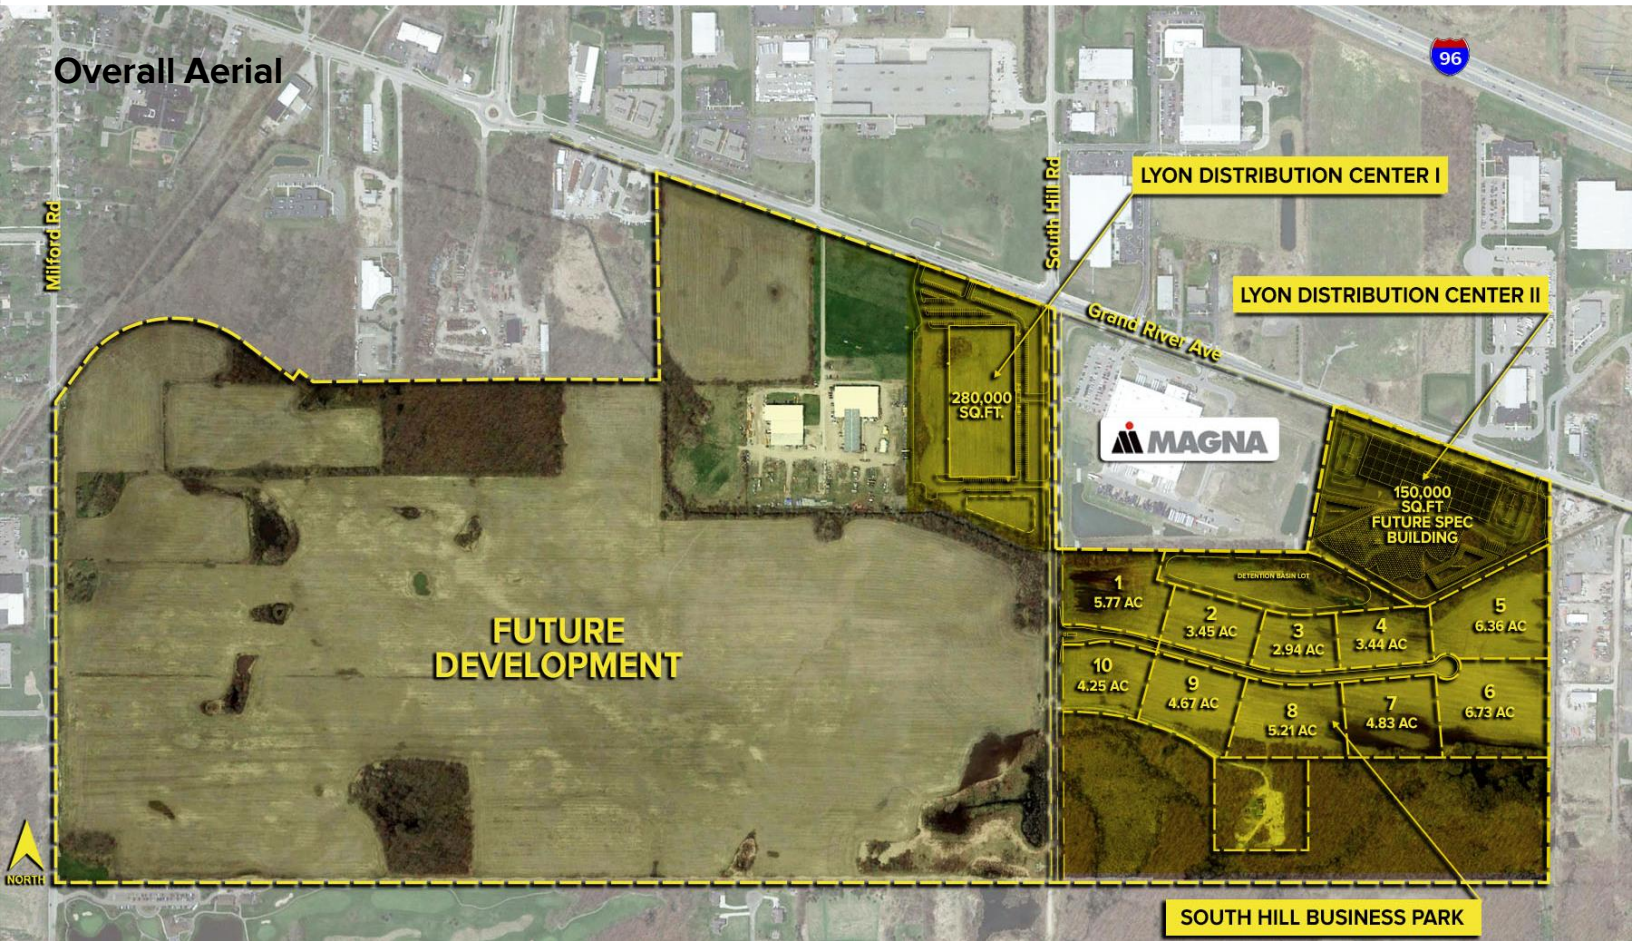 Overall Aerial
96
LYON DISTRIBUTION CENTER I
South Hill Rd
Milford Rd
LYON DISTRIBUTION CENTER II
Grand River Ave
280,000
SQ.FT.
MAGNA
150,000
SQ.FT
FUTURE SPEC
BUILDING
DETENTION BASIN LOT
1
5.77 AC
2
3.45 AC
3
2.94 AC
4
3.44 AC
5
6.36 AC
FUTURE
DEVELOPMENT
10
4.25 AC
9
4.67 AC
8
5.21 AC
7
4.83 AC
6
6.73 AC
NORTH
SOUTH HILL BUSINESS PARK